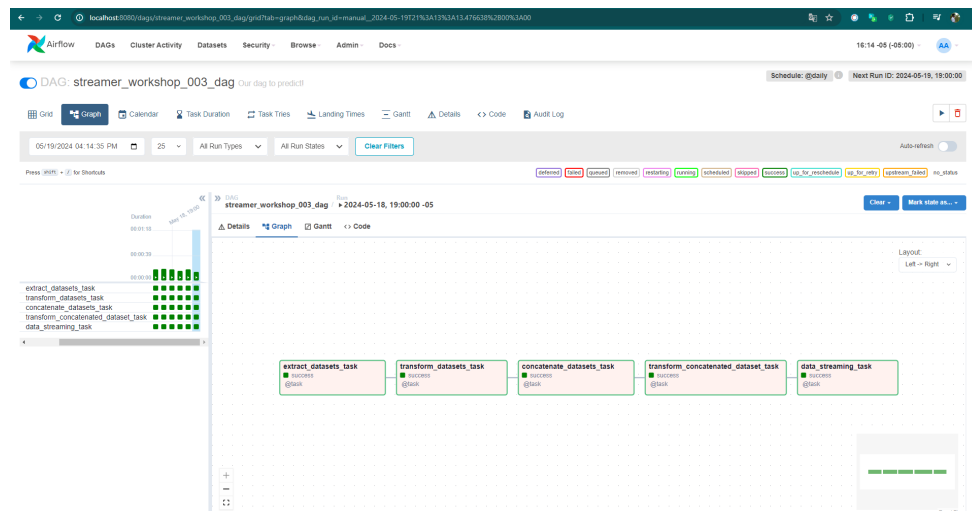 localhost:8080/dags/streamer_workshop_003_dag/grid?tab=graph&dag_run_id=manual__2024-05-19T21%3A13%3A13.476638%2B00%3A00
Airflow DAGs Cluster Activity Datasets Security Browse Admin Docs 16:14 -05 (-05:00) AA
DAG: streamer_workshop_003_dag Our dag to predict! Schedule: @daily Next Run ID: 2024-05-19, 19:00:00
Grid Graph Calendar Task Duration Task Tries Landing Times Gantt Details <> Code Audit Log
05/19/2024 04:14:35 PM 25 All Run Types All Run States Clear Filters Auto-refresh
Press shift + / for Shortcuts deferred failed queued removed restarting running scheduled skipped success up_for_reschedule up_for_retry upstream_failed no_status
DAG Run
streamer_workshop_003_dag / 2024-05-18, 19:00:00 -05 Clear Mark state as...
May 18, 19:00
Duration
00:01:18
00:00:39
00:00:00
Details Graph Gantt <> Code
Layout:
Left -> Right
extract_datasets_task
transform_datasets_task
concatenate_datasets_task
transform_concatenated_dataset_task
data_streaming_task
extract_datasets_task
success
@task
transform_datasets_task
success
@task
concatenate_datasets_task
success
@task
transform_concatenated_dataset_task
success
@task
data_streaming_task
success
@task